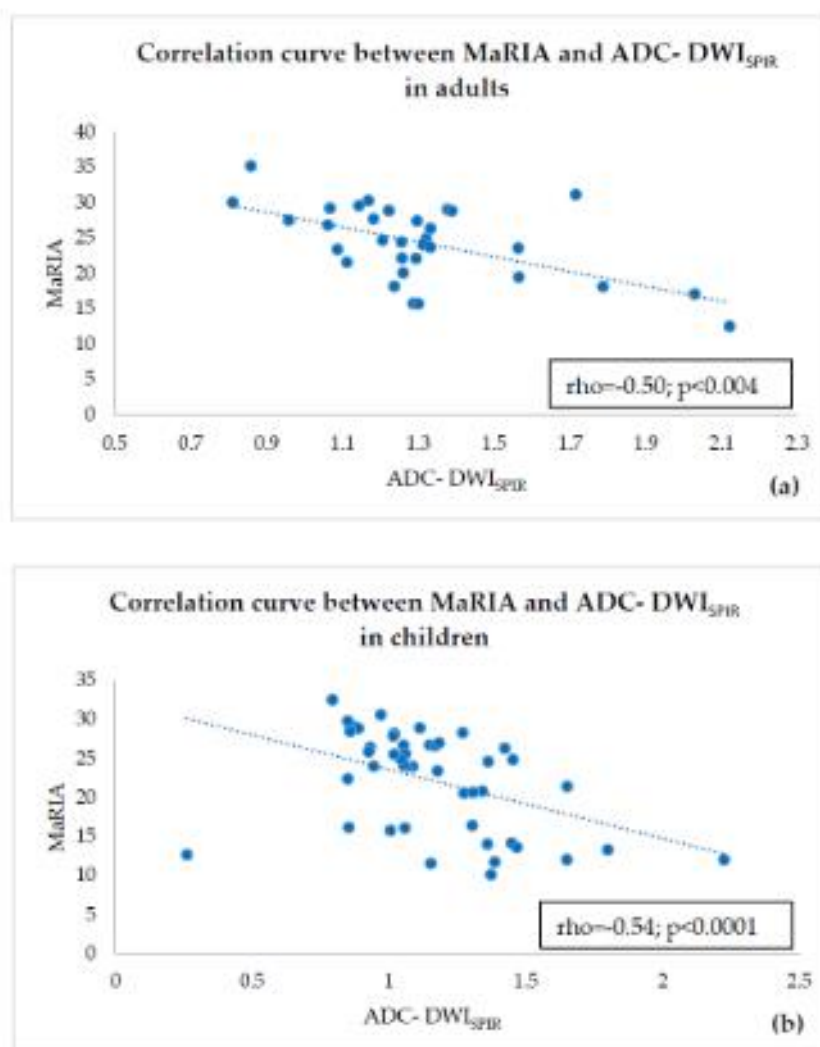 Correlation curve between MaRIA and ADC- DWISPIR
in adults
40
35
30
25
20
15
10
5
0
MaRIA
rho=-0.50; p<0.004
0.5 0.7 0.9 1.1 1.3 1.5 1.7 1.9 2.1 2.3
ADC- DWISPIR
(a)
Correlation curve between MaRIA and ADC- DWISPIR
in children
35
30
25
20
15
10
5
0
MaRIA
rho=-0.54; p<0.0001
0 0.5 1 1.5 2 2.5
ADC- DWISPIR
(b)